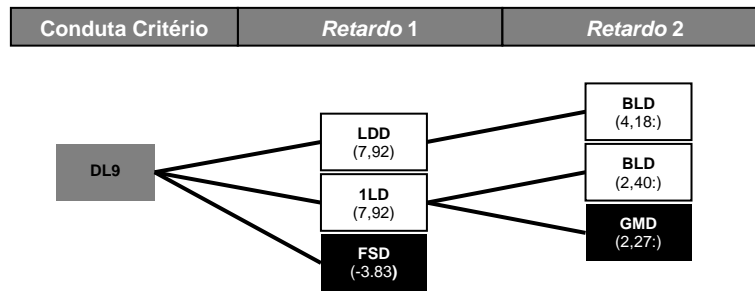 Conduta Critério Retardo 1 Retardo 2
DL9
LDD
(7,92)
1LD
(7,92)
FSD
(-3.83)
BLD
(4,18:)
BLD
(2,40:)
GMD
(2,27:)